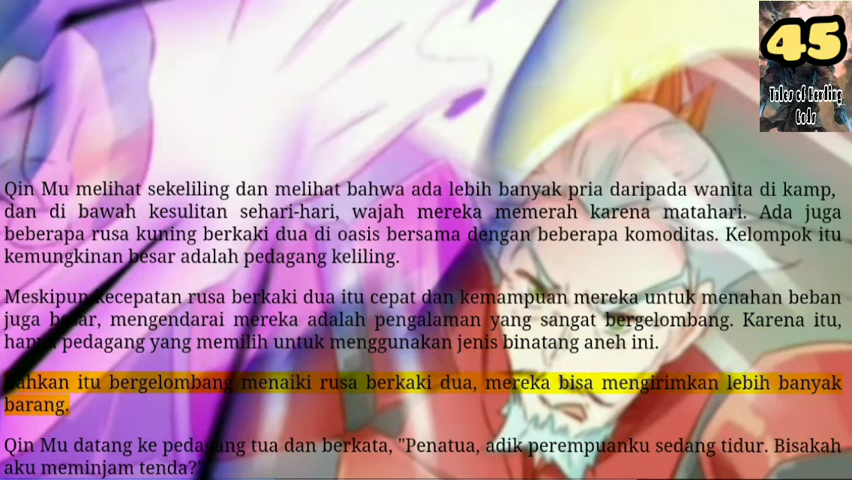 45
Tales of Herding
Gods
Qin Mu melihat sekeliling dan melihat bahwa ada lebih banyak pria daripada wanita di kamp,
dan di bawah kesulitan sehari-hari, wajah mereka memerah karena matahari. Ada juga
beberapa rusa kuning berkaki dua di oasis bersama dengan beberapa komoditas. Kelompok itu
kemungkinan besar adalah pedagang keliling.
Meskipun kecepatan rusa berkaki dua itu cepat dan kemampuan mereka untuk menahan beban
juga besar, mengendarai mereka adalah pengalaman yang sangat bergelombang. Karena itu,
hanya pedagang yang memilih untuk menggunakan jenis binatang aneh ini.
Bahkan itu bergelombang menaiki rusa berkaki dua, mereka bisa mengirimkan lebih banyak
barang.
Qin Mu datang ke pedagang tua dan berkata, "Penatua, adik perempuanku sedang tidur. Bisakah
aku meminjam tenda?"